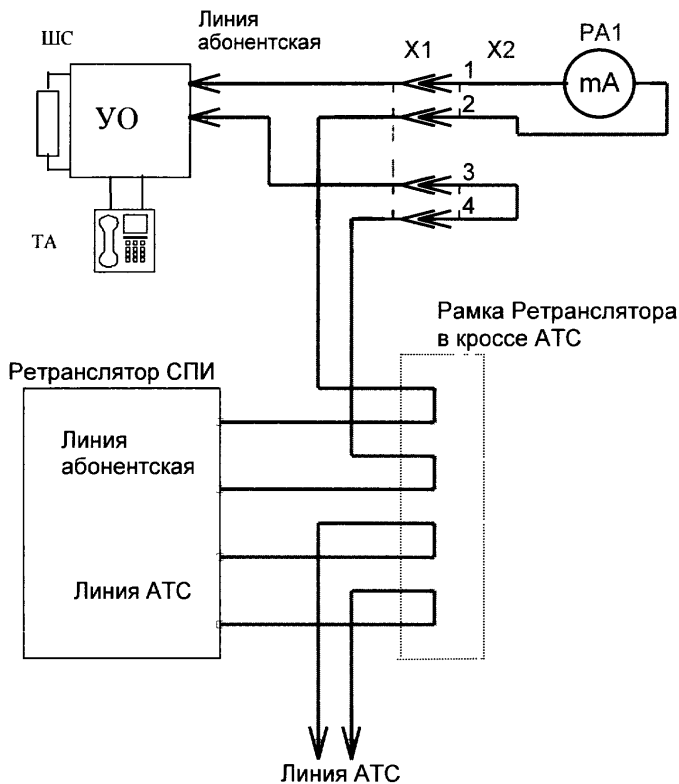 Линия
абонентская
ШС
УО
ТА
X1
X2
PA1
mA
1
2
3
4
Рамка Ретранслятора
в кроссе АТС
Ретранслятор СПИ
Линия
абонентская
Линия АТС
Линия АТС